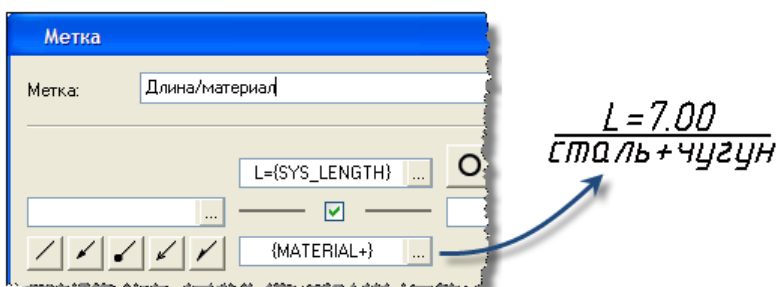 Метка
Метка:
Длина/материал
L={SYS_LENGTH} ...
...
{MATERIAL+} ...
L=7.00
сталь+чугун